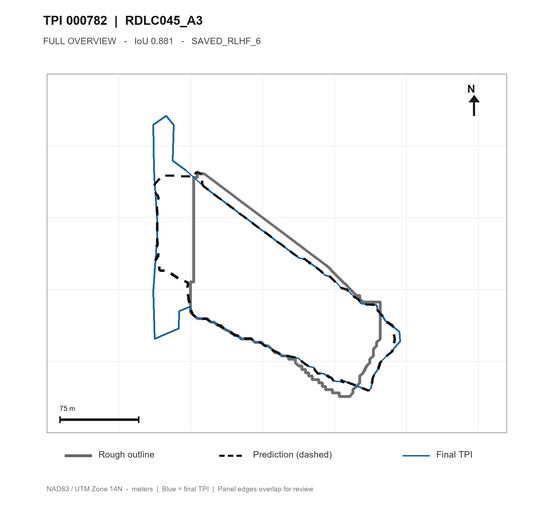 TPI 000782 | RDLC045_A3
FULL OVERVIEW - IoU 0.881 - SAVED_RLHF_6
N
75 m
Rough outline
Prediction (dashed)
Final TPI
NAD83 / UTM Zone 14N - meters | Blue = final TPI | Panel edges overlap for review